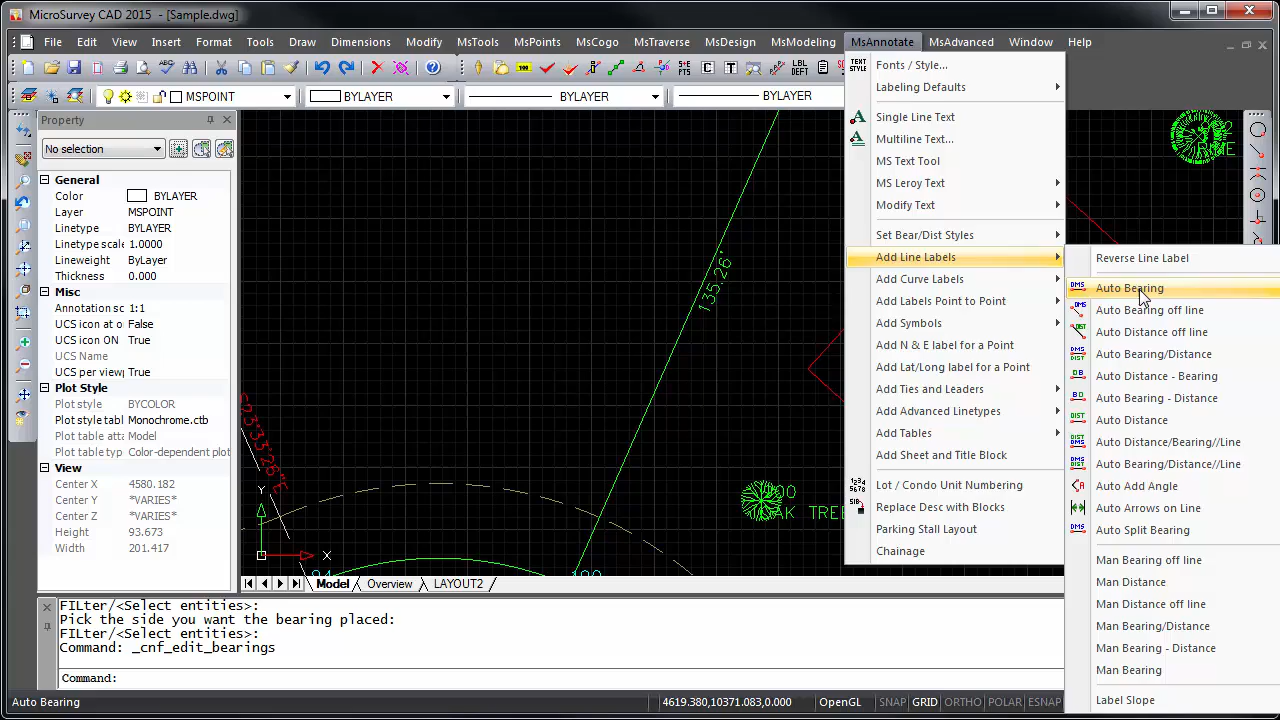 MicroSurvey CAD 2015 - [Sample.dwg]
File Edit View Insert Format Tools Draw Dimensions Modify MsTools MsPoints MsCogo MsTraverse MsDesign MsModeling MsAnnotate MsAdvanced Window Help
MSPOINT BYLAYER BYLAYER BYLAYER
Property
No selection
General
Color BYLAYER
Layer MSPOINT
Linetype BYLAYER
Linetype scale 1.0000
Lineweight ByLayer
Thickness 0.000
Misc
Annotation sc 1:1
UCS icon at o False
UCS icon ON True
UCS Name
UCS per view True
Plot Style
Plot style BYCOLOR
Plot style tabl Monochrome.ctb
Plot table atta Model
Plot table typ Color-dependent plot
View
Center X 4580.182
Center Y *VARIES*
Center Z *VARIES*
Height 93.673
Width 201.417
135.26'
Y
X
OAK TREE
TEXT STYLE
Fonts / Style...
Labeling Defaults
Single Line Text
Multiline Text...
MS Text Tool
MS Leroy Text
Modify Text
Set Bear/Dist Styles
Add Line Labels
Add Curve Labels
Add Labels Point to Point
Add Symbols
Add N & E label for a Point
Add Lat/Long label for a Point
Add Ties and Leaders
Add Advanced Linetypes
Add Tables
Add Sheet and Title Block
Lot / Condo Unit Numbering
Replace Desc with Blocks
Parking Stall Layout
Chainage
Reverse Line Label
Auto Bearing
Auto Bearing off line
Auto Distance off line
Auto Bearing/Distance
Auto Distance - Bearing
Auto Bearing - Distance
Auto Distance
Auto Distance/Bearing//Line
Auto Bearing/Distance//Line
Auto Add Angle
Auto Arrows on Line
Auto Split Bearing
Man Bearing off line
Man Distance
Man Distance off line
Man Bearing/Distance
Man Bearing - Distance
Man Bearing
Label Slope
Model Overview LAYOUT2
FILter/<Select entities>:
Pick the side you want the bearing placed:
FILter/<Select entities>:
Command: _cnf_edit_bearings
Command:
Auto Bearing 4619.380,10371.083,0.000 OpenGL SNAP GRID ORTHO POLAR ESNAP